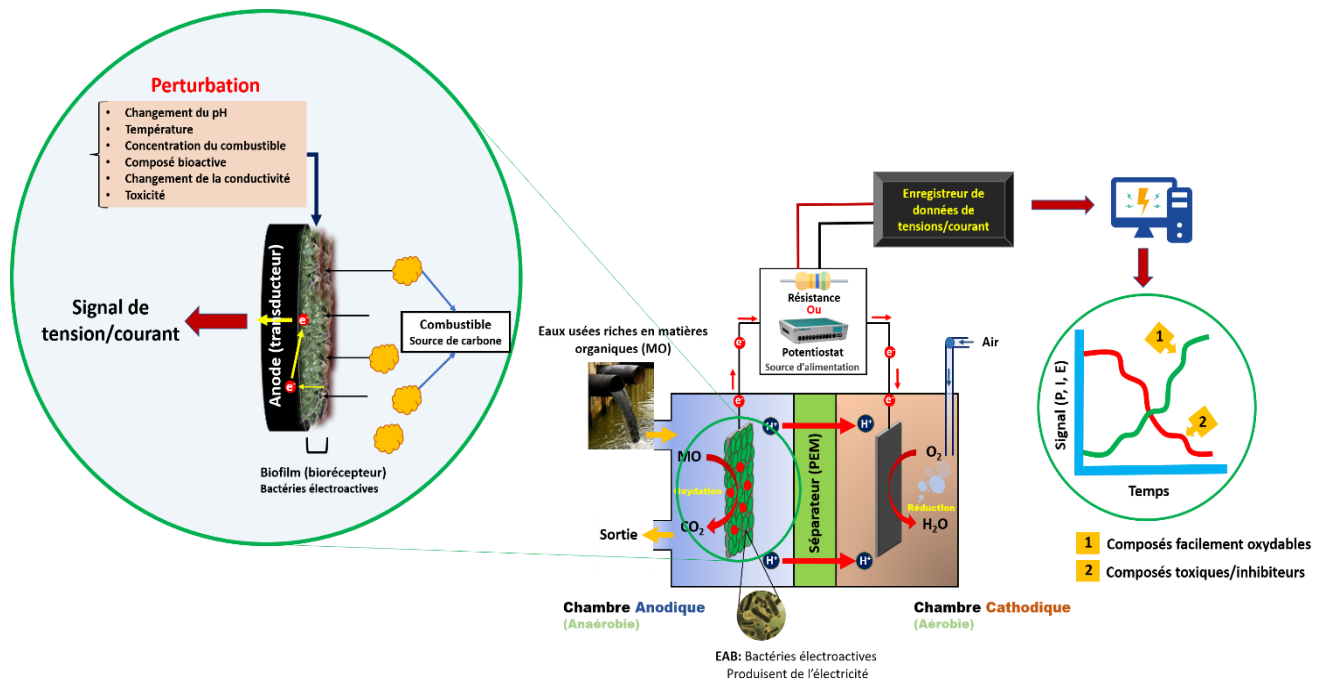 Perturbation
• Changement du pH
• Température
• Concentration du combustible
• Composé bioactive
• Changement de la conductivité
• Toxicité
Anode (transducteur)
e-
e-
Signal de
tension/courant
Combustible
Source de carbone
Biofilm (biorécepteur)
Bactéries électroactives
Eaux usées riches en matières
organiques (MO)
Sortie
Enregistreur de
données de
tensions/courant
Résistance
Ou
Potentiostat
Source d'alimentation
e-
e-
e-
e-
Air
MO
Oxydation
CO2
H+
H+
H+
H+
Séparateur (PEM)
O2
Réduction
H2O
Chambre Anodique
(Anaérobie)
Chambre Cathodique
(Aérobie)
EAB: Bactéries électroactives
Produisent de l'électricité
Signal (P, I, E)
1
2
Temps
1 Composés facilement oxydables
2 Composés toxiques/inhibiteurs